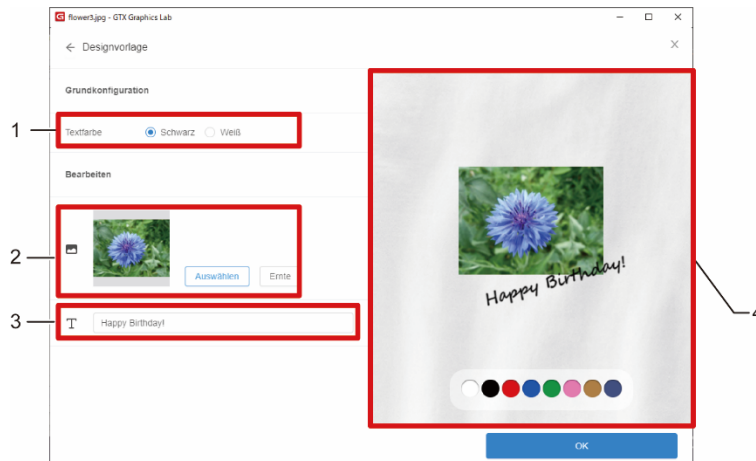 flower3.jpg - GTX Graphics Lab
Designvorlage
Grundkonfiguration
1
Textfarbe Schwarz Weiß
Bearbeiten
2
Auswählen Ernte
3
T Happy Birthday!
Happy Birthday!
4
OK